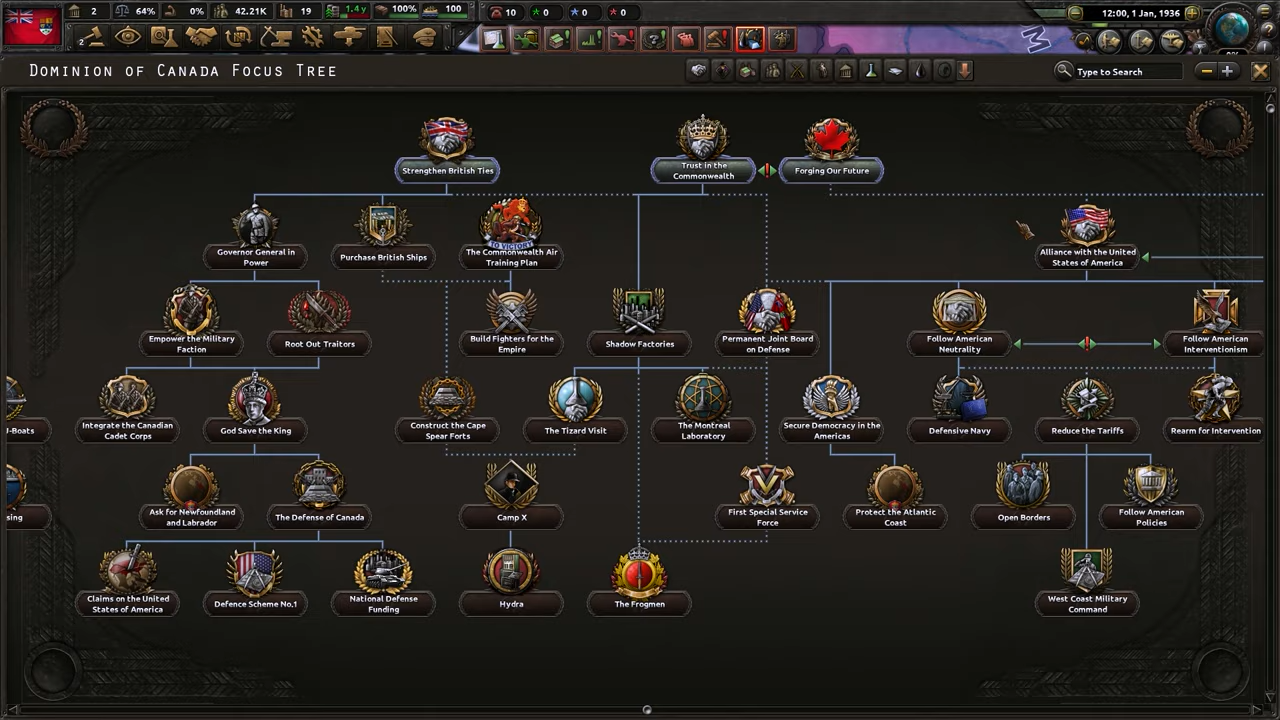 2
64%
0%
42.21K
19
1.4y
100%
100
10
0
0
0
12:00, 1 Jan, 1936
2
Dominion of Canada Focus Tree
Type to Search
Strengthen British Ties
Trust in the
Commonwealth
Forging Our Future
TO VICTORY
Governor General in
Power
Purchase British Ships
The Commonwealth Air
Training Plan
Alliance with the United
States of America
Empower the Military
Faction
Root Out Traitors
Build Fighters for the
Empire
Shadow Factories
Permanent Joint Board
on Defense
Follow American
Neutrality
Follow American
Interventionism
U-Boats
Integrate the Canadian
Cadet Corps
God Save the King
Construct the Cape
Spear Forts
The Tizard Visit
The Montreal
Laboratory
Secure Democracy in the
Americas
Defensive Navy
Reduce the Tariffs
Rearm for Intervention
sing
Ask for Newfoundland
and Labrador
The Defense of Canada
Camp X
First Special Service
Force
Protect the Atlantic
Coast
Open Borders
Follow American
Policies
Claims on the United
States of America
Defence Scheme No.1
National Defense
Funding
Hydra
The Frogmen
West Coast Military
Command